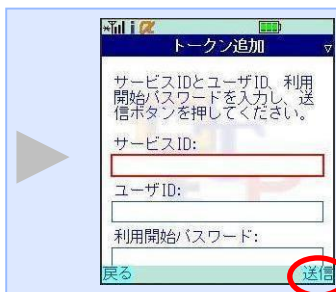 トークン追加
サービスIDとユーザID、利用
開始パスワードを入力し、送
信ボタンを押してください。
サービスID:
ユーザID:
利用開始パスワード:
戻る
送信